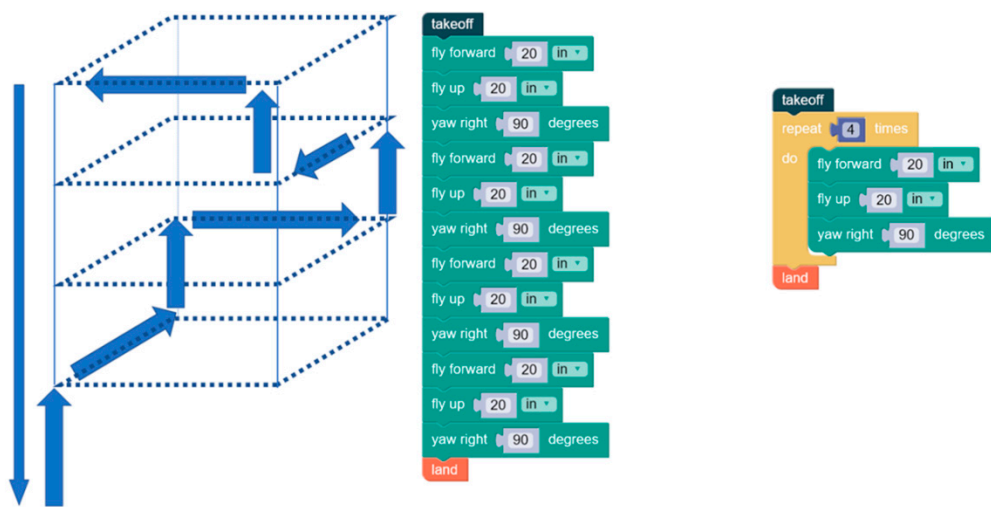 takeoff
fly forward 20 in
fly up 20 in
yaw right 90 degrees
fly forward 20 in
fly up 20 in
yaw right 90 degrees
fly forward 20 in
fly up 20 in
yaw right 90 degrees
fly forward 20 in
fly up 20 in
yaw right 90 degrees
land
takeoff
repeat 4 times
do fly forward 20 in
fly up 20 in
yaw right 90 degrees
land